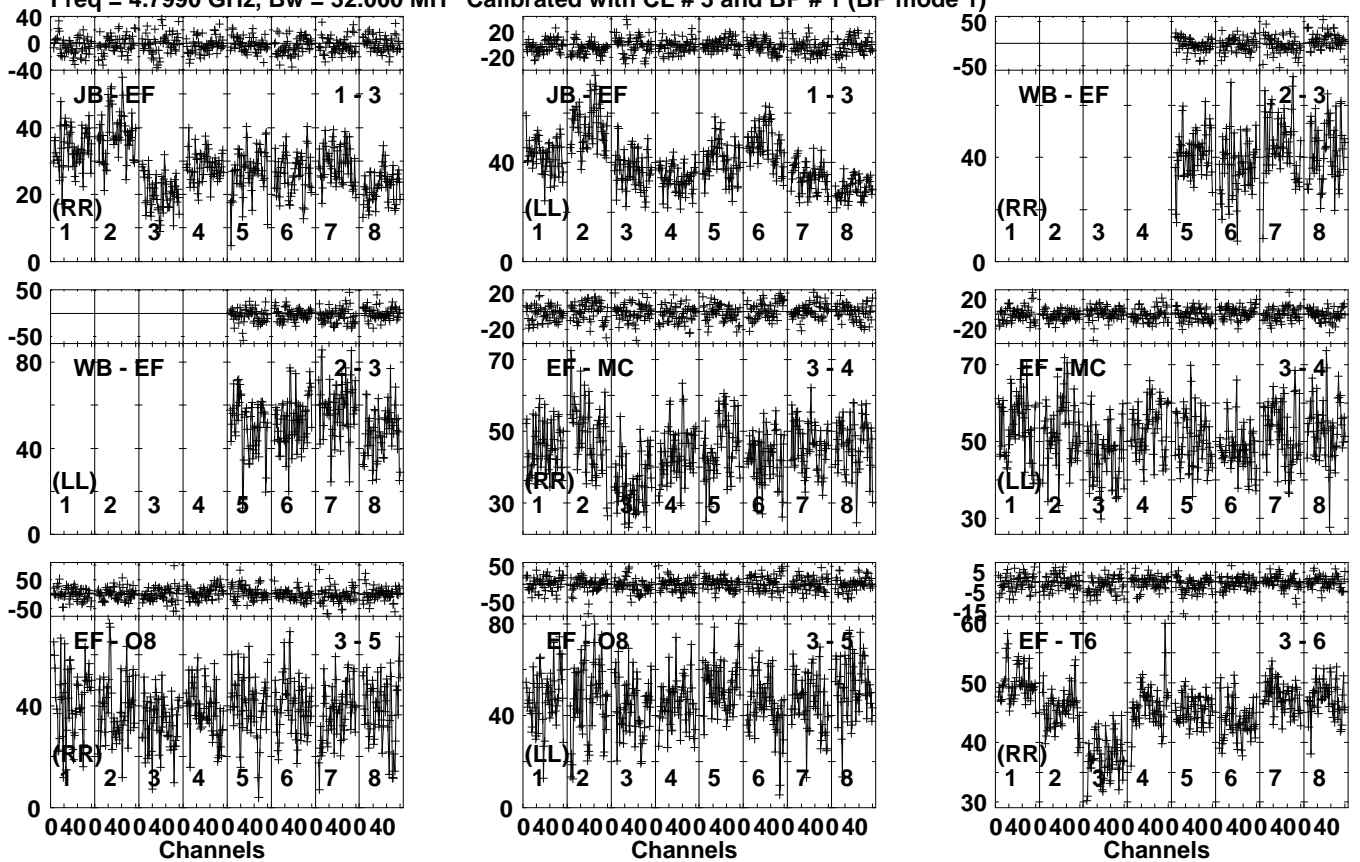 Freq = 4.7990 GHz, Bw = 32.000 MH Calibrated with CL # 3 and BP # 1 (BP mode 1)
40
0
-40
JB - EF 1 - 3
40
20
0
(RR)
1 2 3 4 5 6 7 8
20
-20
JB - EF 1 - 3
40
0
(LL)
1 2 3 4 5 6 7 8
50
-50
WB - EF 2 - 3
40
0
(RR)
1 2 3 4 5 6 7 8
50
-50
WB - EF 2 - 3
80
40
0
(LL)
1 2 3 4 5 6 7 8
20
-20
EF - MC 3 - 4
70
50
30
(RR)
1 2 3 4 5 6 7 8
20
-20
EF - MC 3 - 4
70
50
30
(LL)
1 2 3 4 5 6 7 8
50
-50
EF - O8 3 - 5
40
0
(RR)
1 2 3 4 5 6 7 8
0 40 0 40 0 40 0 40 0 40 0 40 0 40 0 40
Channels
50
-50
EF - O8 3 - 5
80
40
0
(LL)
1 2 3 4 5 6 7 8
0 40 0 40 0 40 0 40 0 40 0 40 0 40 0 40
Channels
5
-5
-15
EF - T6 3 - 6
60
50
40
30
(RR)
1 2 3 4 5 6 7 8
0 40 0 40 0 40 0 40 0 40 0 40 0 40 0 40
Channels